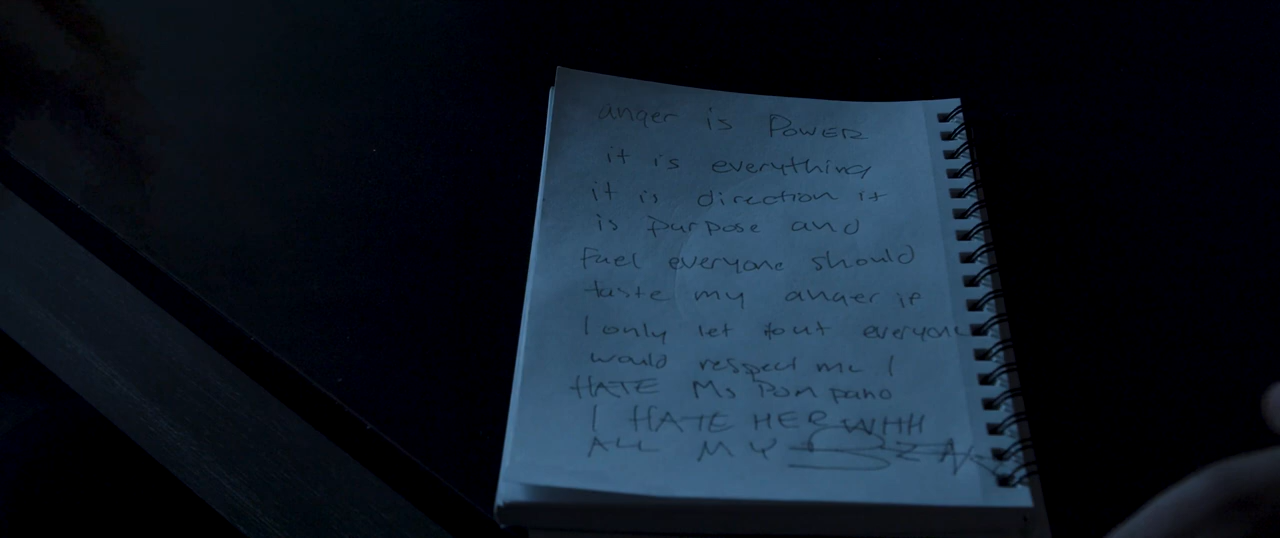 anger is POWER
it is everything
it is direction it
is purpose and
fuel everyone should
taste my anger if
I only let it out everyone
would respect me I
HATE Ms Pompano
I HATE HER WHH
ALL MY